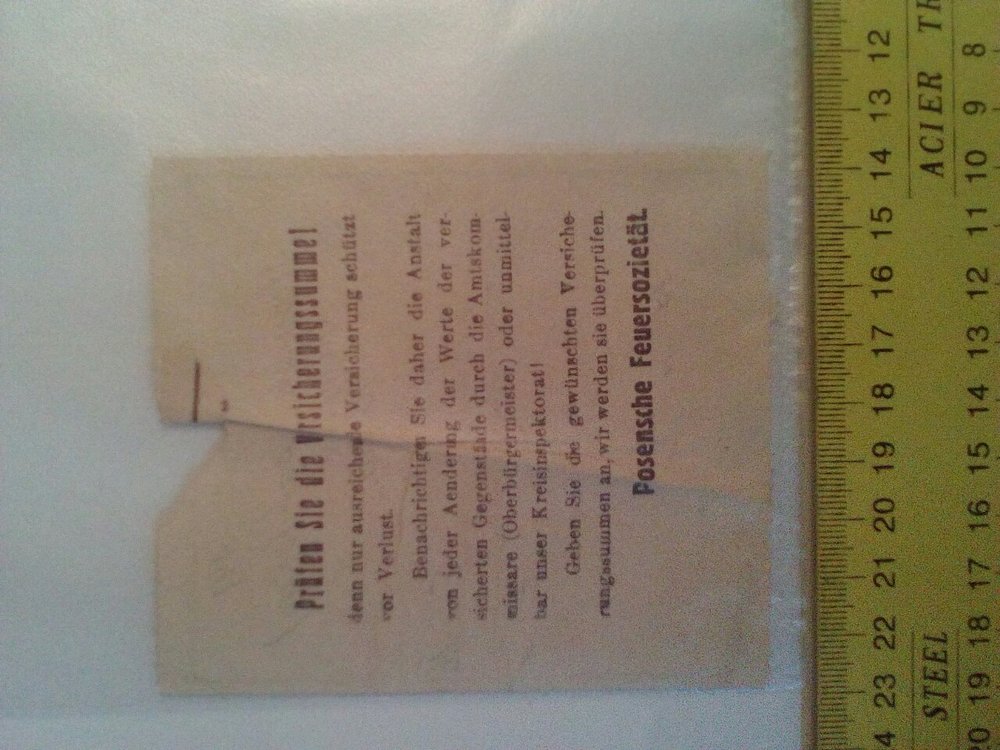 Prüfen Sie die Versicherungssumme!
denn nur ausreichende Versicherung schützt
vor Verlust.
Benachrichtigen Sie daher die Anstalt
von jeder Aenderung der Werte der ver-
sicherten Gegenstände durch die Amtskom-
missare (Oberbürgermeister) oder unmittel-
bar unser Kreisinspektorat!
Geben Sie die gewünschten Versiche-
rungssummen an, wir werden sie überprüfen.
Posensche Feuersozietät.
12 13 14 15 16 17 18 19 20 21 22 23 4
STEEL ACIER TR
8 9 10 11 12 13 14 15 16 17 18 19 20